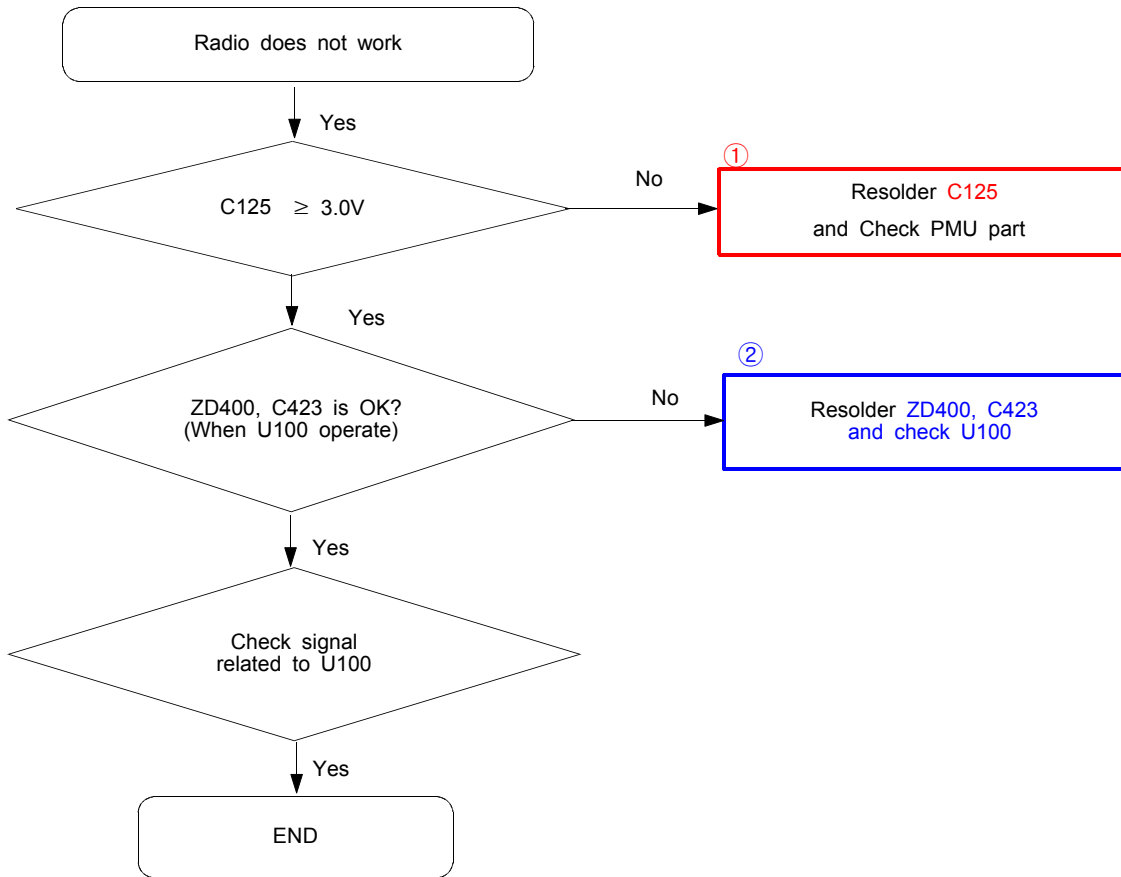 Radio does not work
Yes
①
No
C125 ≥ 3.0V
Resolder C125
and Check PMU part
Yes
②
No
ZD400, C423 is OK?
(When U100 operate)
Resolder ZD400, C423
and check U100
Yes
Check signal
related to U100
Yes
END